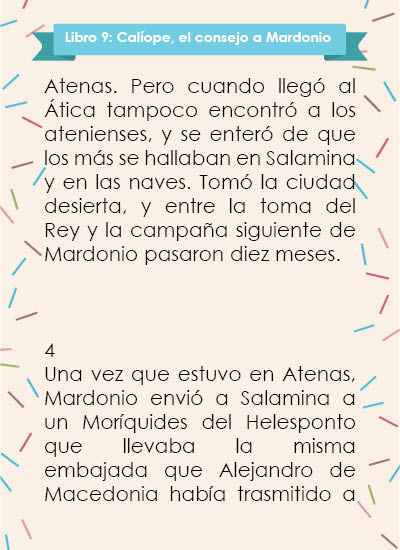 Libro 9: Calíope, el consejo a Mardonio
Atenas. Pero cuando llegó al
Ática tampoco encontró a los
atenienses, y se enteró de que
los más se hallaban en Salamina
y en las naves. Tomó la ciudad
desierta, y entre la toma del
Rey y la campaña siguiente de
Mardonio pasaron diez meses.
4
Una vez que estuvo en Atenas,
Mardonio envió a Salamina a
un Moríquides del Helesponto
que llevaba la misma
embajada que Alejandro de
Macedonia había trasmitido a